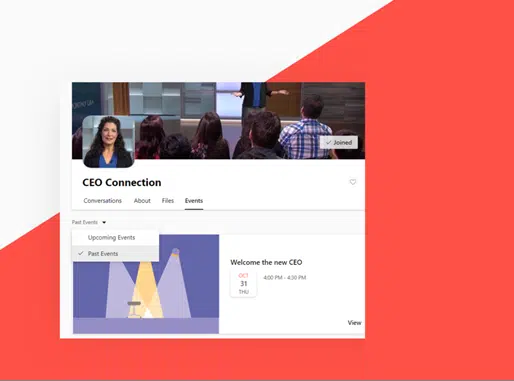 ✓ Joined
CEO Connection
Conversations About Files Events
Past Events
Upcoming Events
✓ Past Events
Welcome the new CEO
OCT
31
THU
4:00 PM - 4:30 PM
View